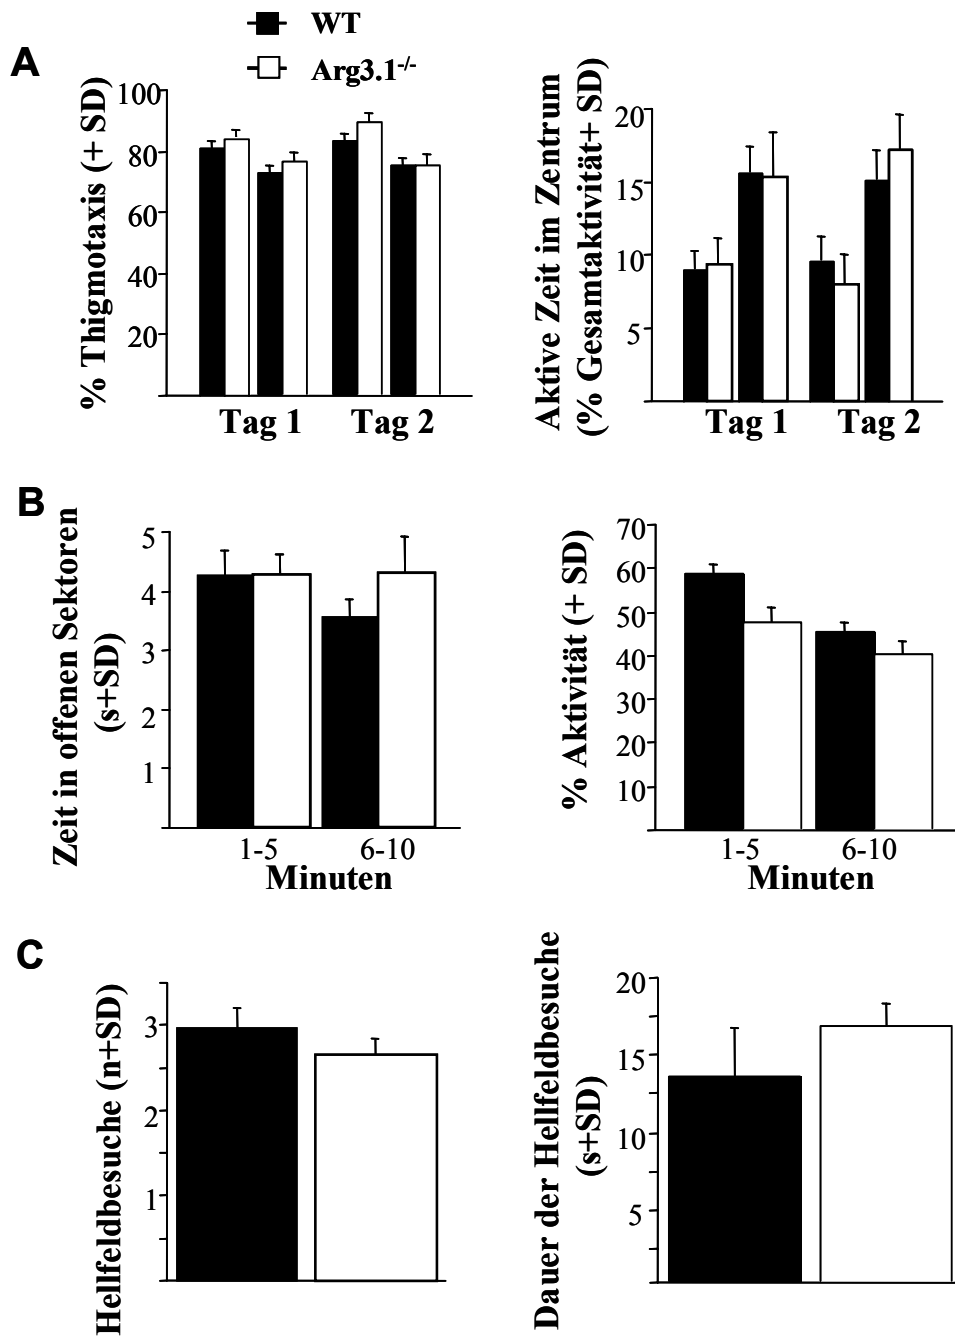 WT
Arg3.1-/-
A
% Thigmotaxis (+ SD)
100
80
60
40
20
Tag 1
Tag 2
Aktive Zeit im Zentrum
(% Gesamtaktivität+ SD)
20
15
10
5
Tag 1
Tag 2
B
Zeit in offenen Sektoren
(s+SD)
5
4
3
2
1
1-5
6-10
Minuten
% Aktivität (+ SD)
70
60
50
40
30
20
10
1-5
6-10
Minuten
C
Hellfeldbesuche (n+SD)
3
2
1
Dauer der Hellfeldbesuche
(s+SD)
20
15
10
5